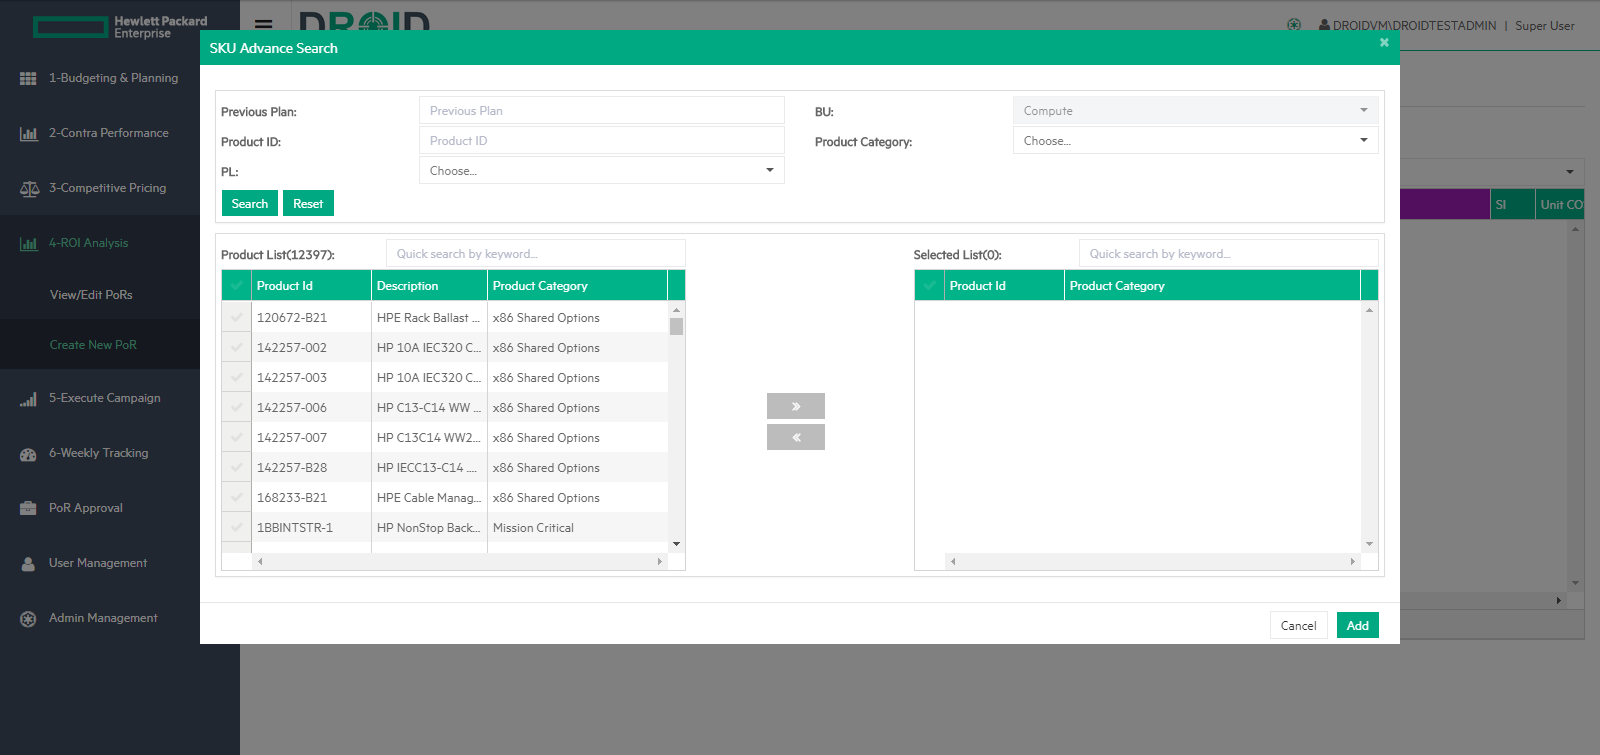 Hewlett Packard
Enterprise
DROID
DROIDVM\DROIDTESTADMIN | Super User
1-Budgeting & Planning
2-Contra Performance
3-Competitive Pricing
4-ROI Analysis
View/Edit PoRs
Create New PoR
5-Execute Campaign
6-Weekly Tracking
PoR Approval
User Management
Admin Management
SKU Advance Search
Previous Plan: Previous Plan BU: Compute
Product ID: Product ID Product Category: Choose...
PL: Choose...
Search Reset
SI Unit CO
Product List(12397): Quick search by keyword... Selected List(0): Quick search by keyword...
Product Id Description Product Category Product Id Product Category
120672-B21 HPE Rack Ballast ... x86 Shared Options
142257-002 HP 10A IEC320 C... x86 Shared Options
142257-003 HP 10A IEC320 C... x86 Shared Options
142257-006 HP C13-C14 WW ... x86 Shared Options
142257-007 HP C13C14 WW2... x86 Shared Options
142257-B28 HP IECC13-C14 .... x86 Shared Options
168233-B21 HPE Cable Manag... x86 Shared Options
1BBINTSTR-1 HP NonStop Back... Mission Critical
Cancel Add